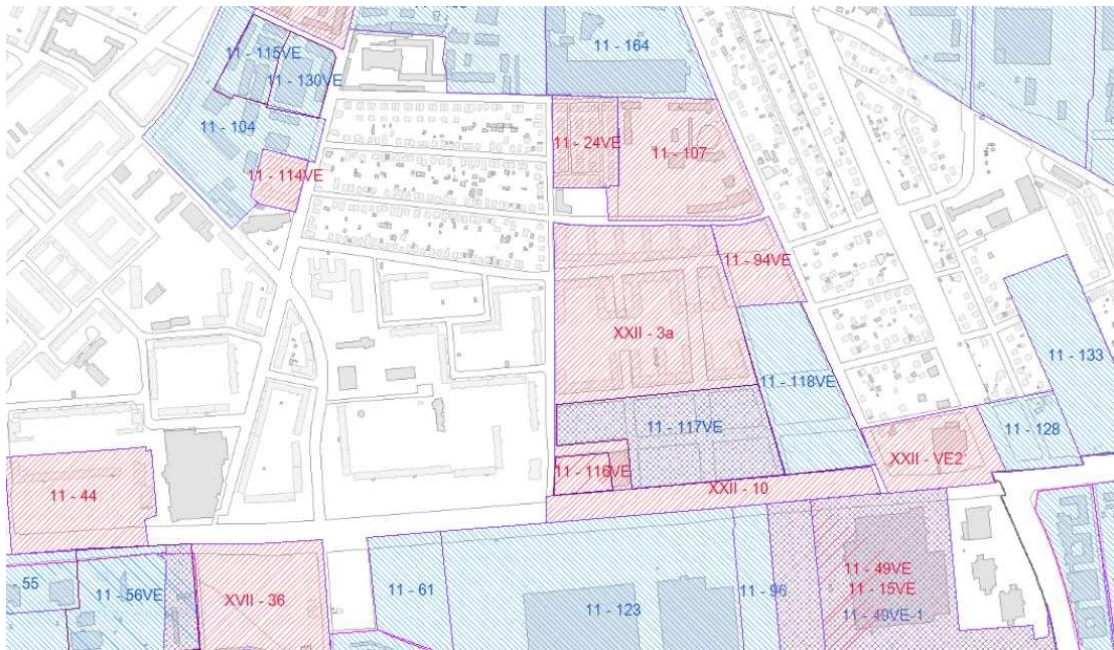 11 - 164
11 - 115VE
11 - 130VE
11 - 104
11 - 24VE
11 - 107
11 - 114VE
11 - 94VE
XXII - 3a
11 - 133
11 - 118VE
11 - 117VE
11 - 128
XXII - VE2
11 - 116VE
XXII - 10
11 - 44
11 - 49VE
55
11 - 56VE
XVII - 36
11 - 61
11 - 123
11 - 96
11 - 15VE
11 - 49VE-1